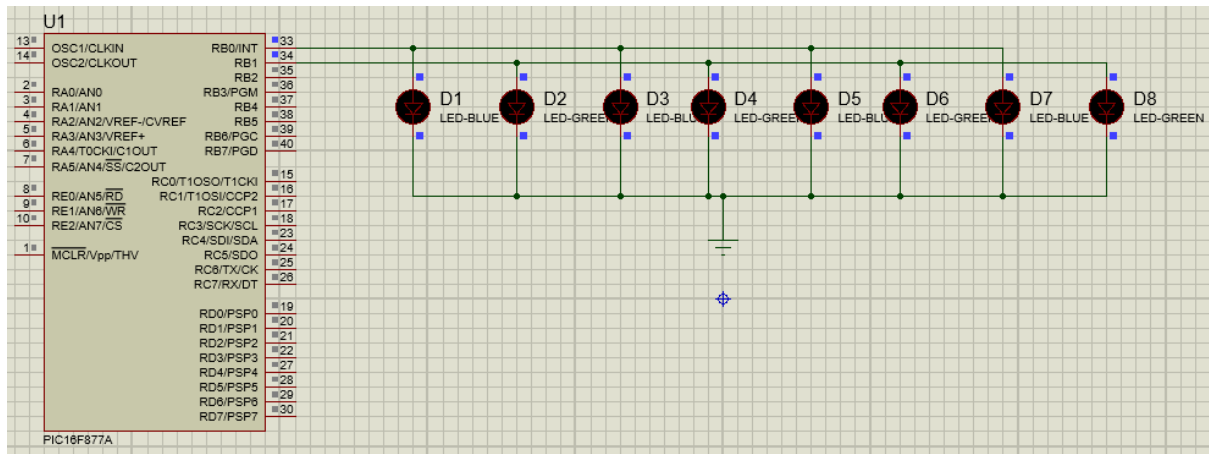 U1
13 OSC1/CLKIN RB0/INT 33
14 OSC2/CLKOUT RB1 34
RB2 35
2 RA0/AN0 RB3/PGM 36
3 RA1/AN1 RB4 37
4 RA2/AN2/VREF-/CVREF RB5 38
5 RA3/AN3/VREF+ RB6/PGC 39
6 RA4/T0CKI/C1OUT RB7/PGD 40
7 RA5/AN4/SS/C2OUT
RC0/T1OSO/T1CKI 15
8 RE0/AN5/RD RC1/T1OSI/CCP2 16
9 RE1/AN6/WR RC2/CCP1 17
10 RE2/AN7/CS RC3/SCK/SCL 18
RC4/SDI/SDA 23
1 MCLR/Vpp/THV RC5/SDO 24
RC6/TX/CK 25
RC7/RX/DT 26
RD0/PSP0 19
RD1/PSP1 20
RD2/PSP2 21
RD3/PSP3 22
RD4/PSP4 27
RD5/PSP5 28
RD6/PSP6 29
RD7/PSP7 30
PIC16F877A
D1 D2 D3 D4 D5 D6 D7 D8
LED-BLUE LED-GREEN LED-BLUE LED-GREEN LED-BLUE LED-GREEN LED-BLUE LED-GREEN